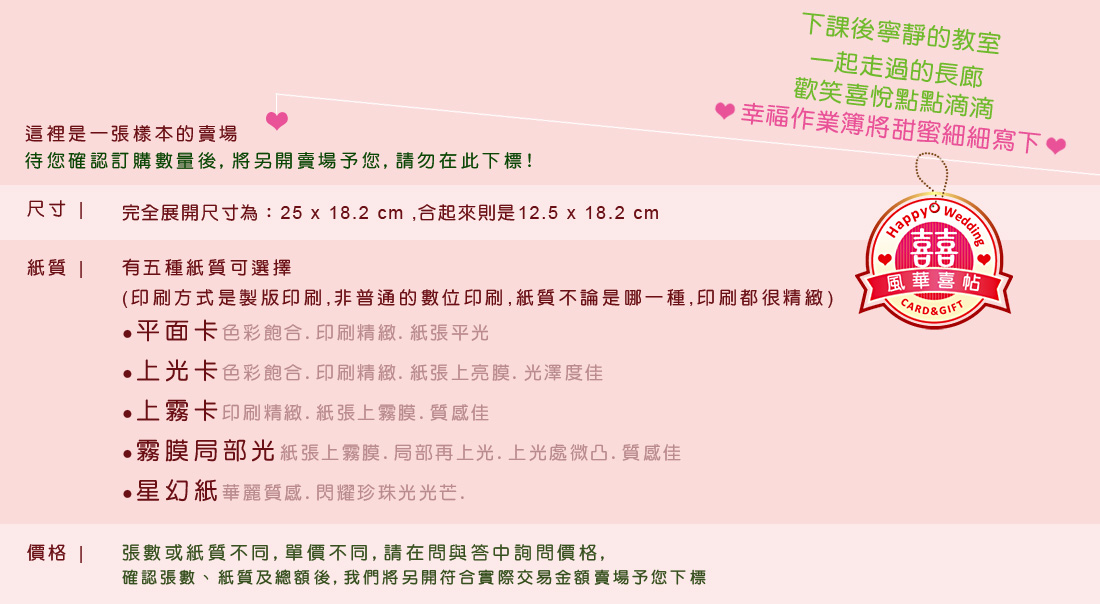 下課後寧靜的教室
一起走過的長廊
歡笑喜悅點點滴滴
❤幸福作業簿將甜蜜細細寫下❤
這裡是一張樣本的賣場
待您確認訂購數量後,將另開賣場予您,請勿在此下標!
尺寸 | 完全展開尺寸為：25 x 18.2 cm ,合起來則是12.5 x 18.2 cm
Happy Wedding
囍
風華喜帖
CARD&GIFT
紙質 | 有五種紙質可選擇
(印刷方式是製版印刷,非普通的數位印刷,紙質不論是哪一種,印刷都很精緻)
•平面卡 色彩飽合.印刷精緻.紙張平光
•上光卡 色彩飽合.印刷精緻.紙張上亮膜.光澤度佳
•上霧卡 印刷精緻.紙張上霧膜.質感佳
•霧膜局部光 紙張上霧膜.局部再上光.上光處微凸.質感佳
•星幻紙 華麗質感.閃耀珍珠光光芒.
價格 | 張數或紙質不同,單價不同,請在問與答中詢問價格,
確認張數、紙質及總額後,我們將另開符合實際交易金額賣場予您下標